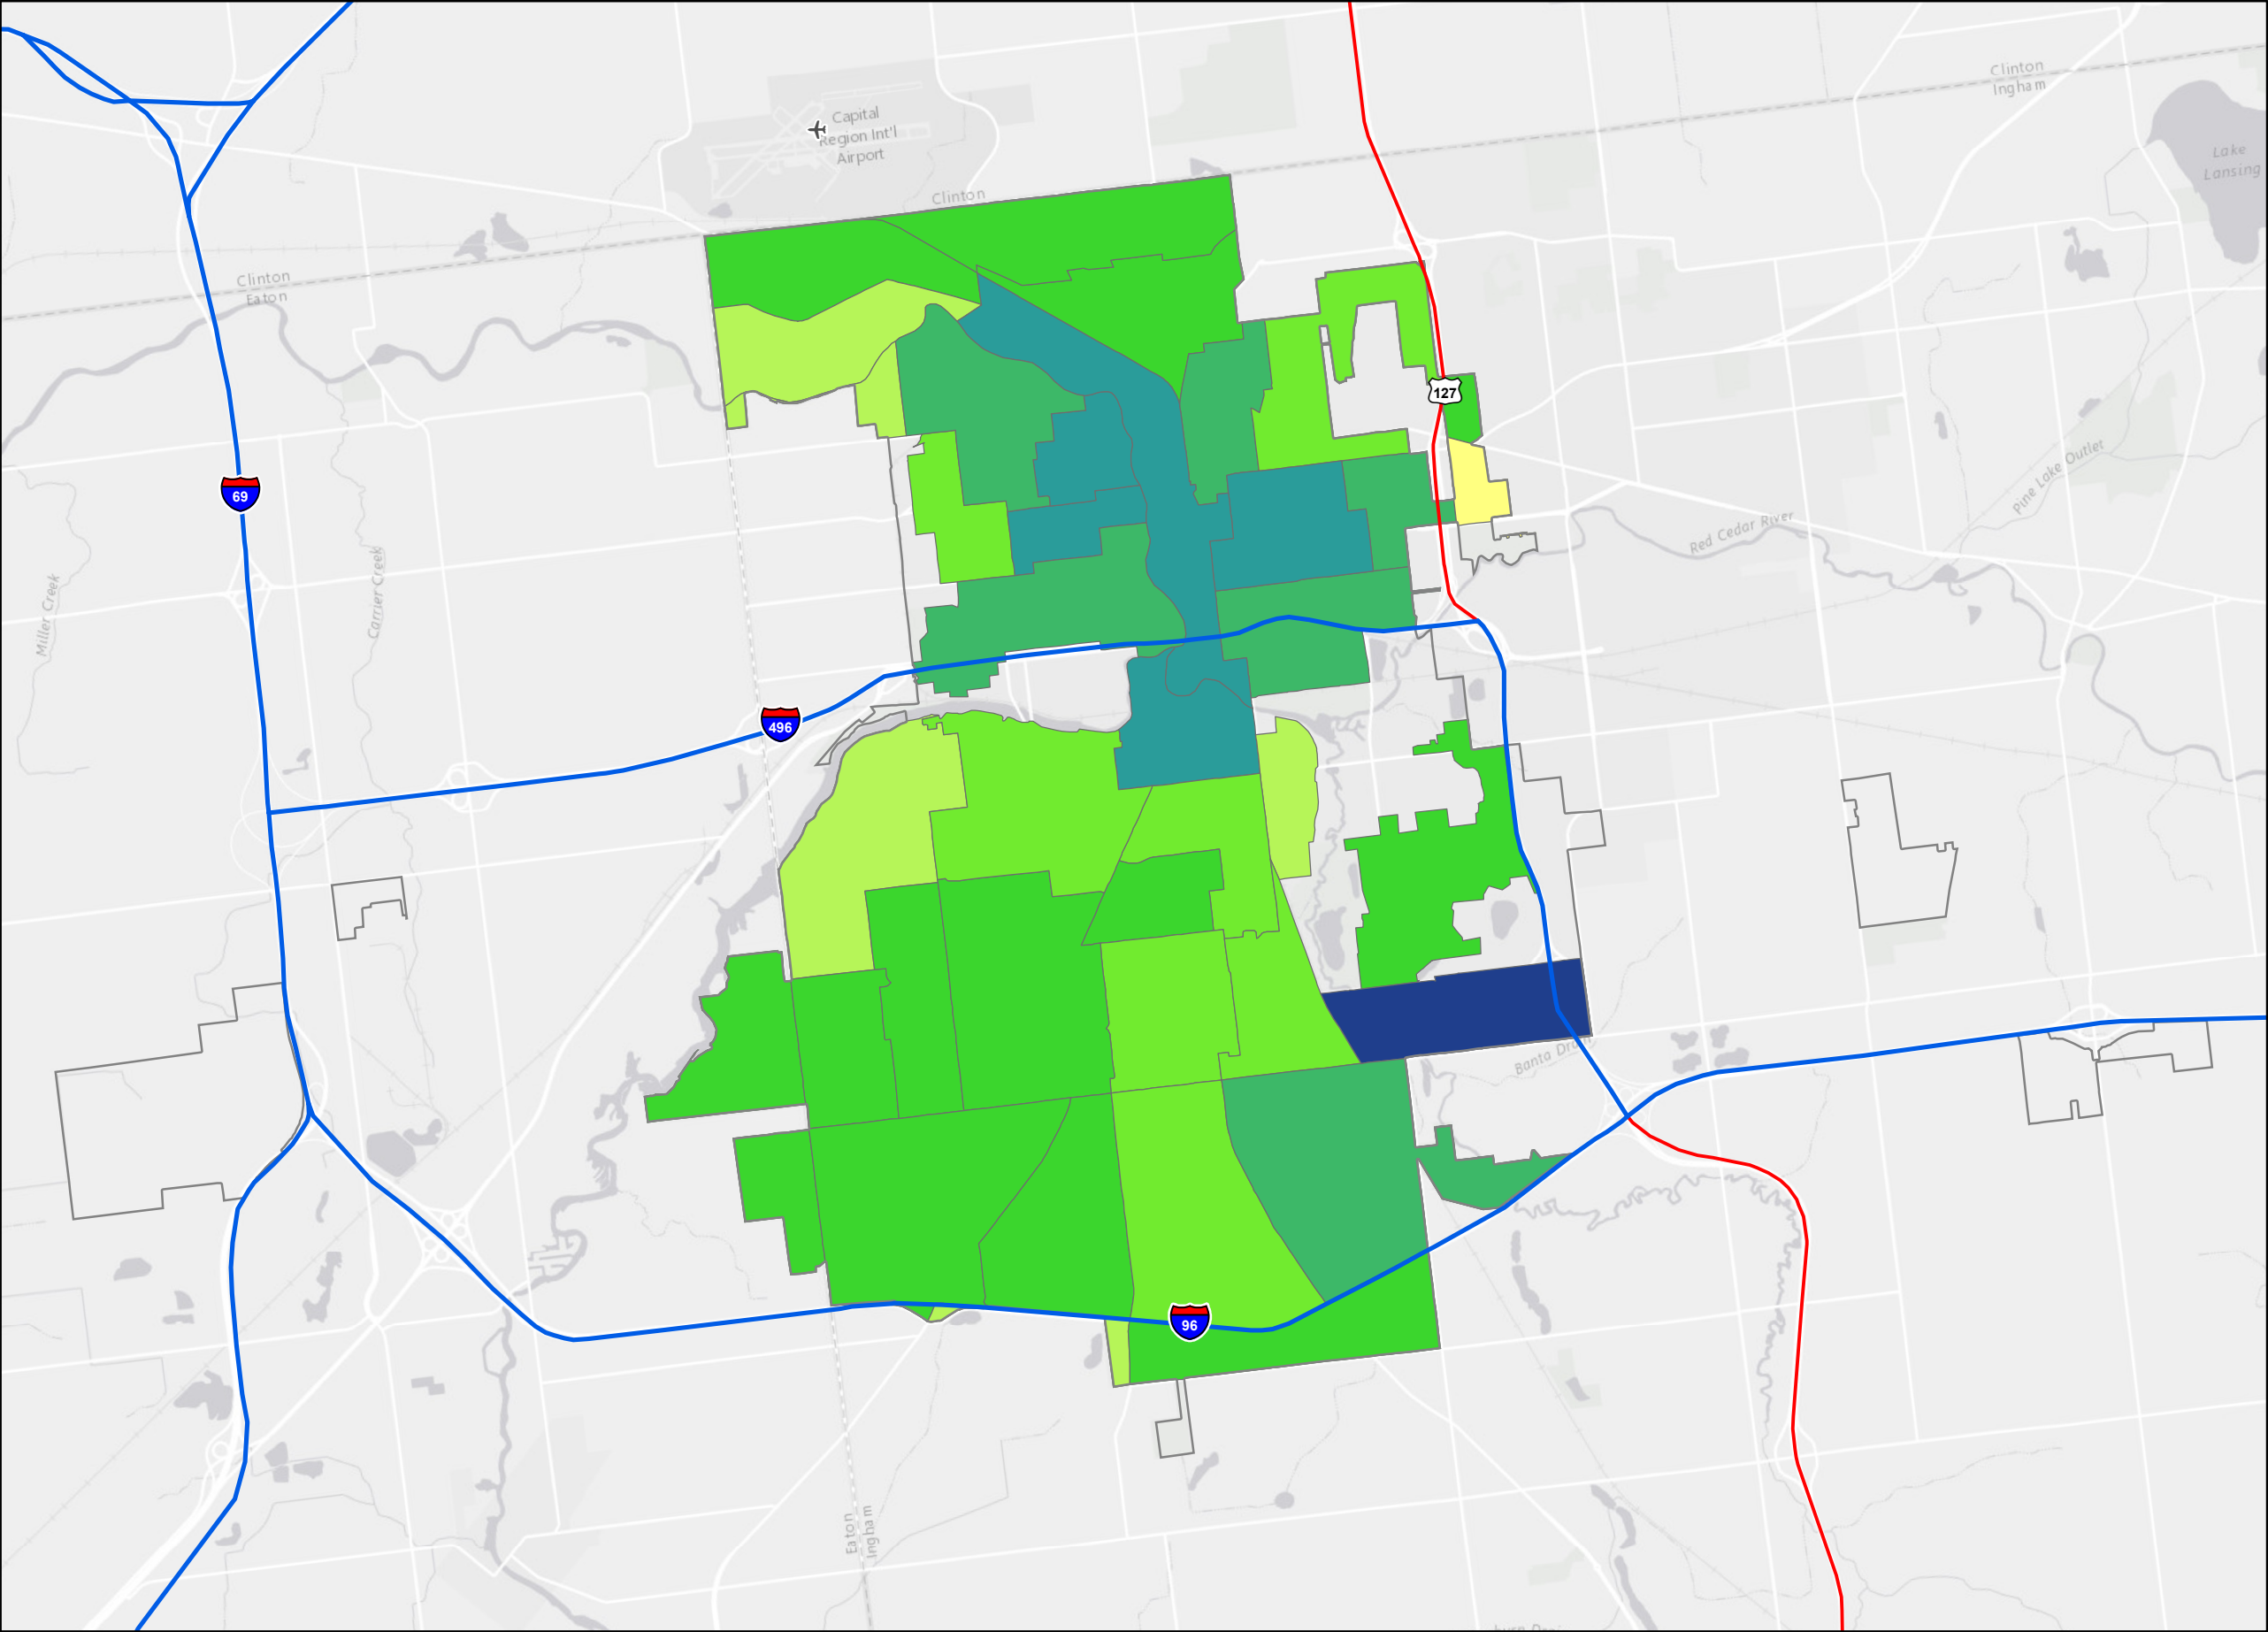 Clinton
Ingham
Capital
Region Int'l
Airport
Lake
Lansing
Clinton
Clinton
Eaton
127
Pine Lake Outlet
69
Red Cedar River
Carrier Creek
Miller Creek
496
Banta Drain
96
Eaton
Ingham